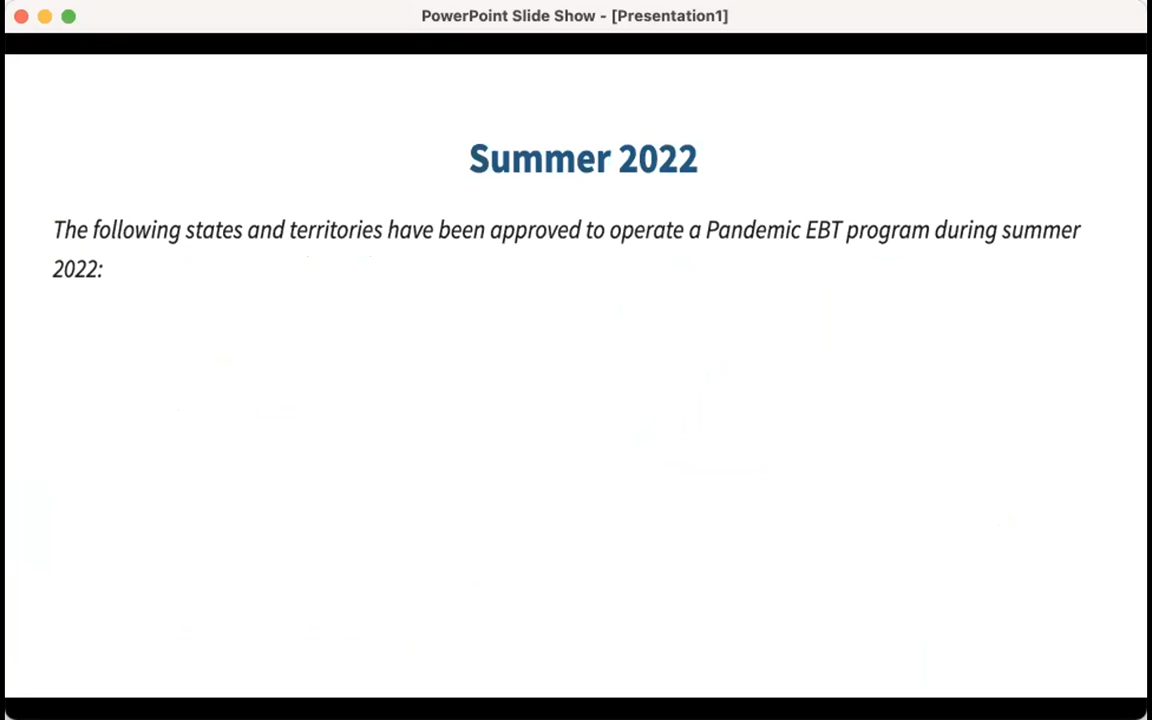 PowerPoint Slide Show - [Presentation1]
Summer 2022
The following states and territories have been approved to operate a Pandemic EBT program during summer
2022: